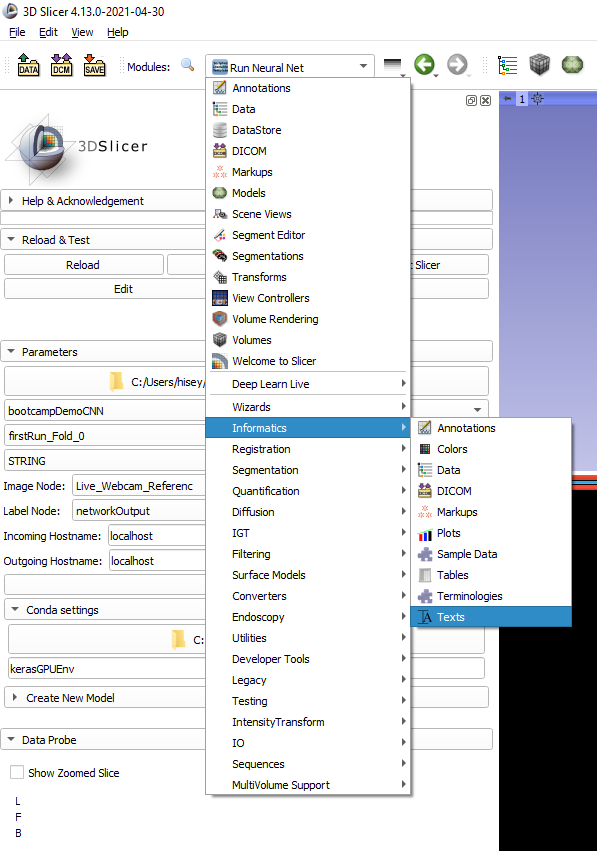 3D Slicer 4.13.0-2021-04-30
File Edit View Help
DATA DCM SAVE Modules: Run Neural Net
Annotations
Data
DataStore
DICOM
Markups
Models
Scene Views
Segment Editor
Segmentations
Transforms
View Controllers
Volume Rendering
Volumes
Welcome to Slicer
Deep Learn Live
Wizards
Informatics
Registration
Segmentation
Quantification
Diffusion
IGT
Filtering
Surface Models
Converters
Endoscopy
Utilities
Developer Tools
Legacy
Testing
IntensityTransform
IO
Sequences
MultiVolume Support
Annotations
Colors
Data
DICOM
Markups
Plots
Sample Data
Tables
Terminologies
Texts
1
3DSlicer
Help & Acknowledgement
Reload & Test
Reload
Slicer
Edit
Parameters
C:/Users/hisey/
bootcampDemoCNN
firstRun_Fold_0
STRING
Image Node: Live_Webcam_Referenc
Label Node: networkOutput
Incoming Hostname: localhost
Outgoing Hostname: localhost
Conda settings
C:
kerasGPUEnv
Create New Model
Data Probe
Show Zoomed Slice
L
F
B